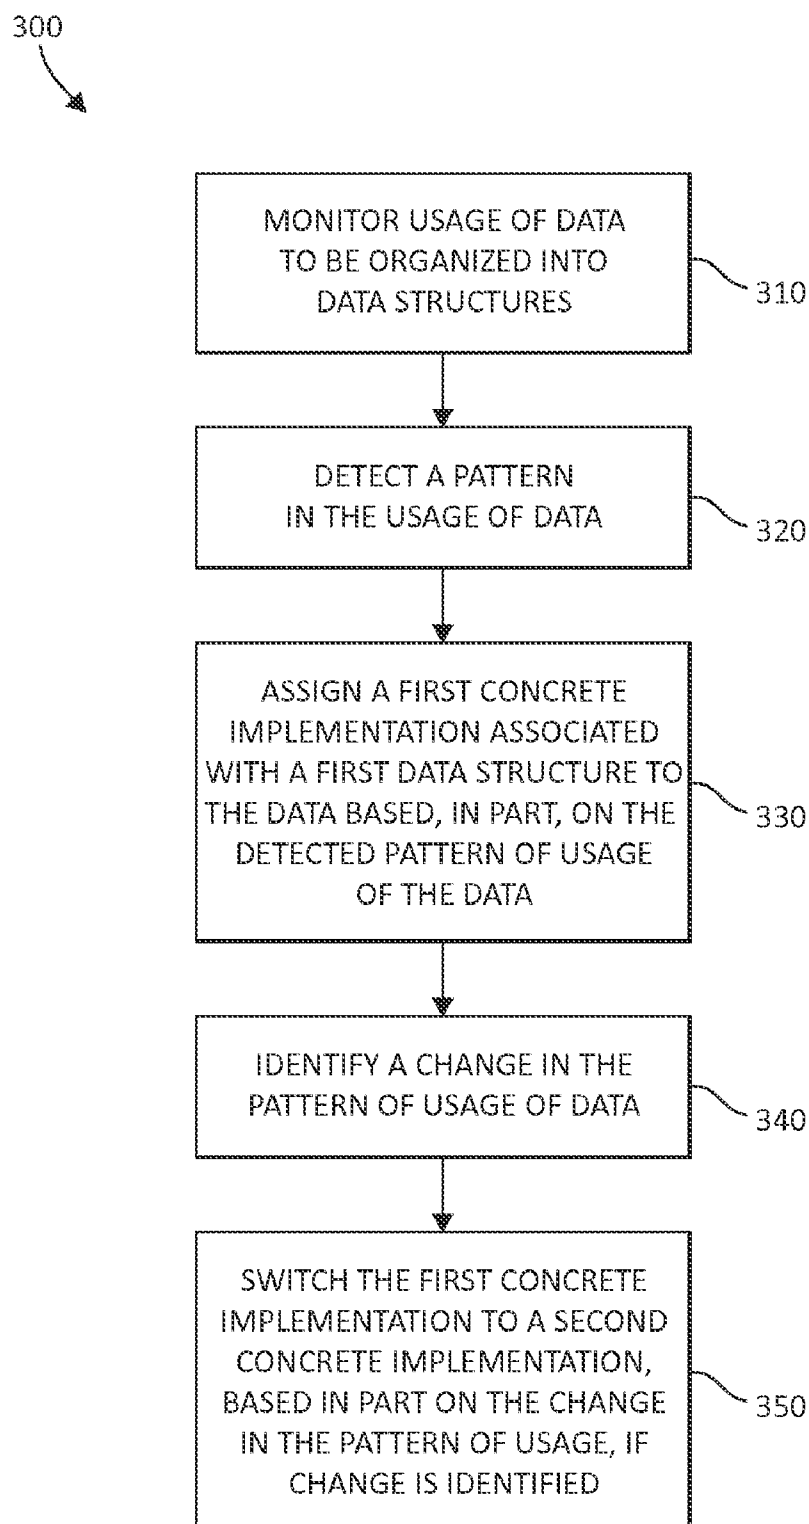 300
MONITOR USAGE OF DATA
TO BE ORGANIZED INTO
DATA STRUCTURES
310
DETECT A PATTERN
IN THE USAGE OF DATA
320
ASSIGN A FIRST CONCRETE
IMPLEMENTATION ASSOCIATED
WITH A FIRST DATA STRUCTURE TO
THE DATA BASED, IN PART, ON THE
DETECTED PATTERN OF USAGE
OF THE DATA
330
IDENTIFY A CHANGE IN THE
PATTERN OF USAGE OF DATA
340
SWITCH THE FIRST CONCRETE
IMPLEMENTATION TO A SECOND
CONCRETE IMPLEMENTATION,
BASED IN PART ON THE CHANGE
IN THE PATTERN OF USAGE, IF
CHANGE IS IDENTIFIED
350